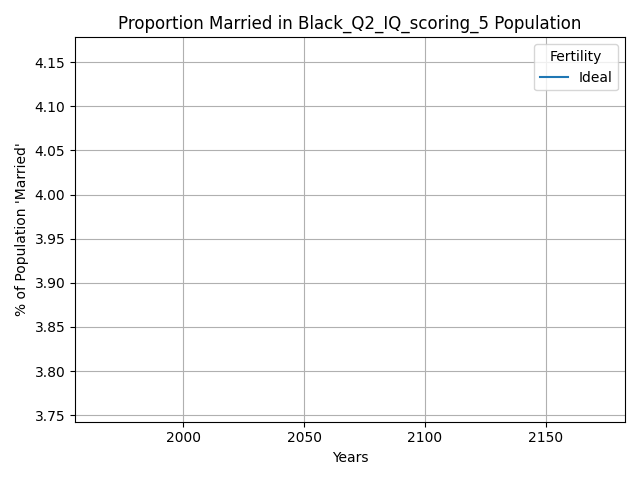 Proportion Married in Black_Q2_IQ_scoring_5 Population
Fertility
Ideal
4.15
4.10
4.05
4.00
3.95
3.90
3.85
3.80
3.75
% of Population 'Married'
2000
2050
2100
2150
Years